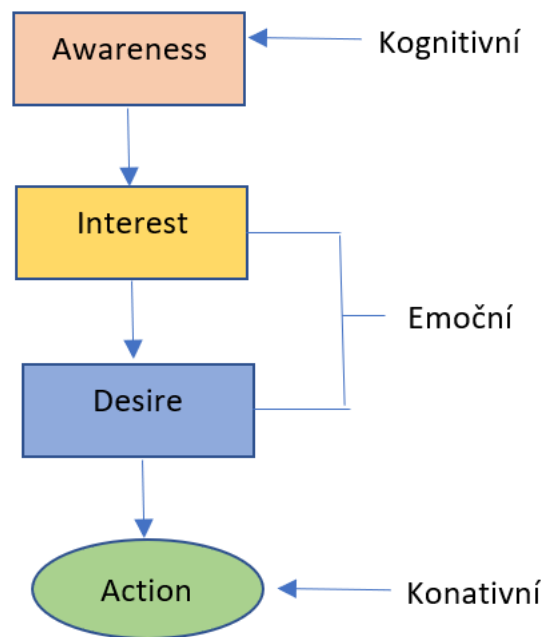 Awareness
Kognitivní
Interest
Emoční
Desire
Action
Konativní